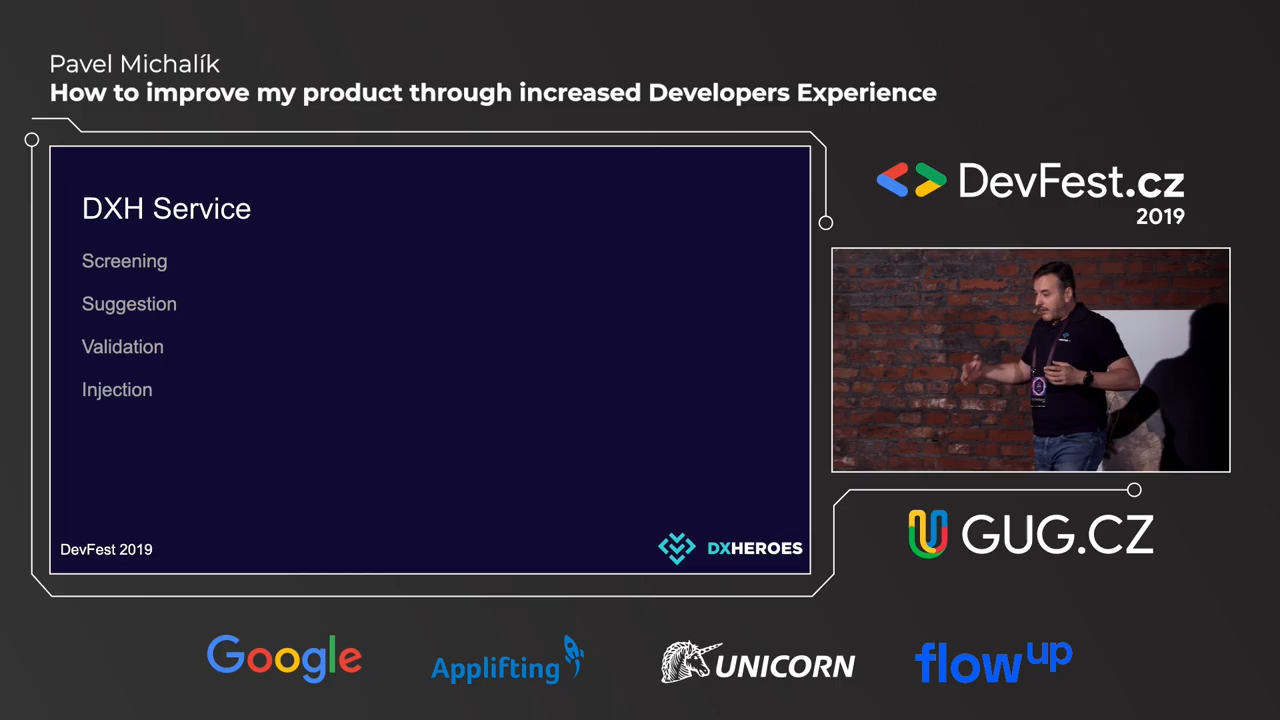 Pavel Michalík
How to improve my product through increased Developers Experience
DXH Service
Screening
Suggestion
Validation
Injection
DevFest 2019
DXHEROES
DevFest.cz
2019
GUG.CZ
Google
Applifting
UNICORN
flowup